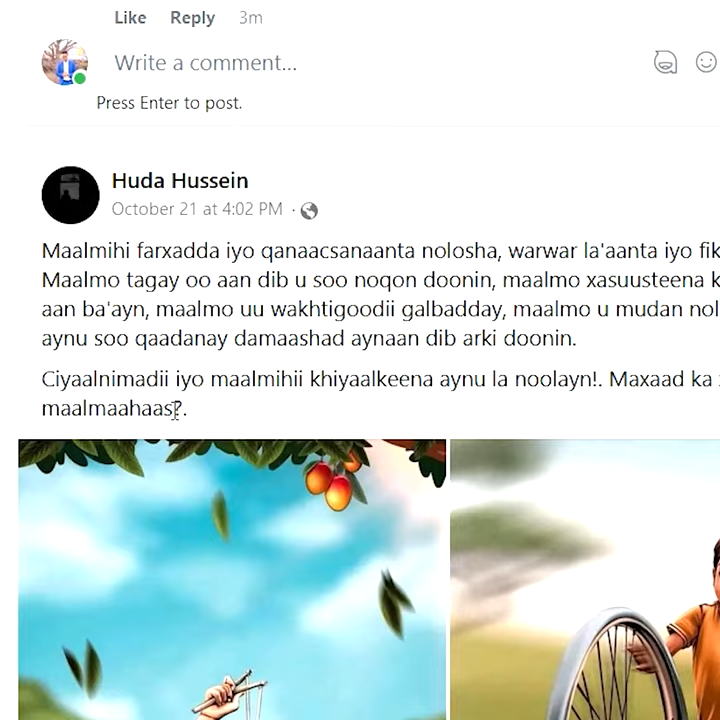 Like Reply 3m
Write a comment...
Press Enter to post.
Huda Hussein
October 21 at 4:02 PM ·
Maalmihi farxadda iyo qanaacsanaanta nolosha, warwar la'aanta iyo fik
Maalmo tagay oo aan dib u soo noqon doonin, maalmo xasuusteena k
aan ba'ayn, maalmo uu wakhtigoodii galbadday, maalmo u mudan nol
aynu soo qaadanay damaashad aynaan dib arki doonin.
Ciyaalnimadii iyo maalmihii khiyaalkeena aynu la noolayn!. Maxaad ka
maalmaahaas?.